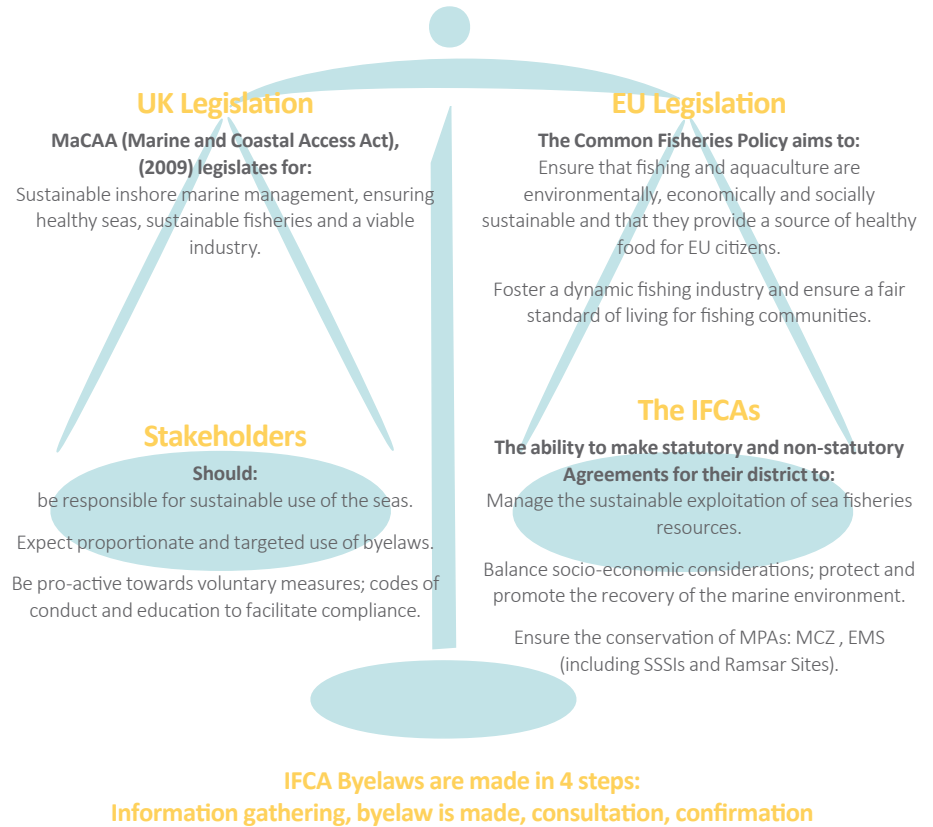 UK Legislation
MaCAA (Marine and Coastal Access Act),
(2009) legislates for:
Sustainable inshore marine management, ensuring
healthy seas, sustainable fisheries and a viable
industry.
EU Legislation
The Common Fisheries Policy aims to:
Ensure that fishing and aquaculture are
environmentally, economically and socially
sustainable and that they provide a source of healthy
food for EU citizens.
Foster a dynamic fishing industry and ensure a fair
standard of living for fishing communities.
Stakeholders
Should:
be responsible for sustainable use of the seas.
Expect proportionate and targeted use of byelaws.
Be pro-active towards voluntary measures; codes of
conduct and education to facilitate compliance.
The IFCAs
The ability to make statutory and non-statutory
Agreements for their district to:
Manage the sustainable exploitation of sea fisheries
resources.
Balance socio-economic considerations; protect and
promote the recovery of the marine environment.
Ensure the conservation of MPAs: MCZ , EMS
(including SSSIs and Ramsar Sites).
IFCA Byelaws are made in 4 steps:
Information gathering, byelaw is made, consultation, confirmation